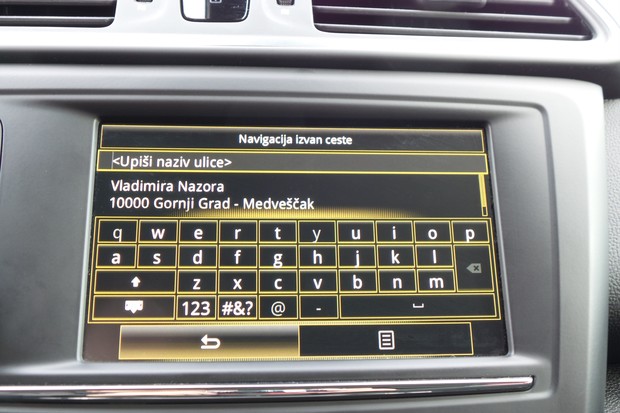 Navigacija izvan ceste
<Upiši naziv ulice>
Vladimira Nazora
10000 Gornji Grad - Medveščak
q w e r t y u i o p
a s d f g h j k l
z x c v b n m
123 #&? @ -